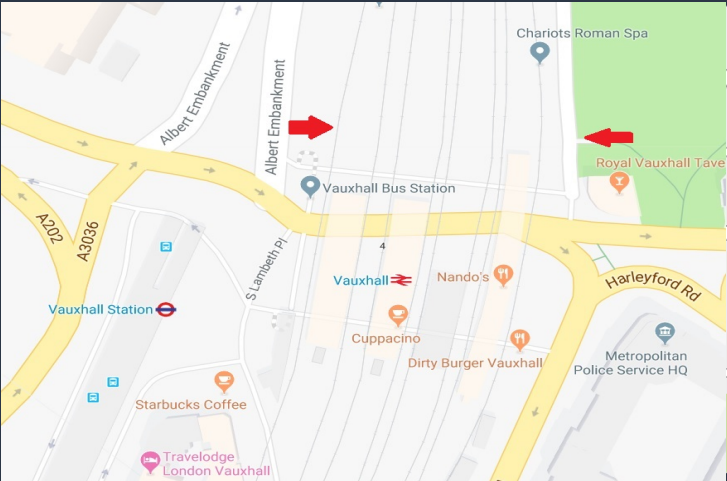 Chariots Roman Spa
Albert Embankment
Albert Embankment
Royal Vauxhall Tave
Vauxhall Bus Station
A202
A3036
S Lambeth Pl
4
Vauxhall
Nando's
Harleyford Rd
Vauxhall Station
Cuppacino
Dirty Burger Vauxhall
Metropolitan
Police Service HQ
Starbucks Coffee
Travelodge
London Vauxhall